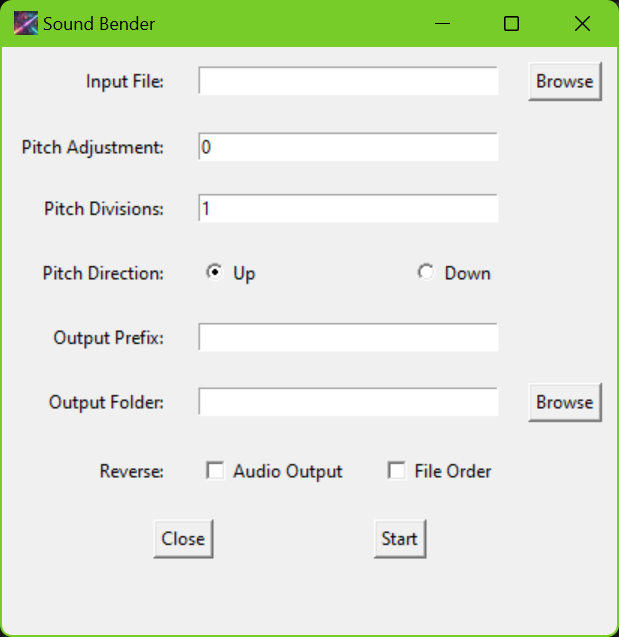 Sound Bender
Input File: Browse
Pitch Adjustment: 0
Pitch Divisions: 1
Pitch Direction: Up Down
Output Prefix:
Output Folder: Browse
Reverse: Audio Output File Order
Close Start